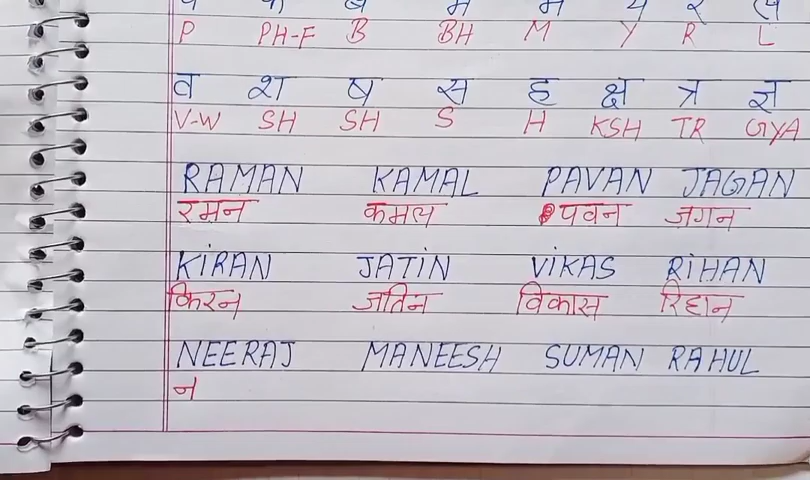 P PH-F B BH M Y R L
व श ष स ह क्ष त्र ज्ञ
V-W SH SH S H KSH TR GYA
RAMAN KAMAL PAVAN JAGAN
रमन कमल पवन जगन
KiRAN JATiN ViKAS RiHAN
किरन जतिन विकास रिहान
NEERAJ MANEESH SUMAN RAHUL
न